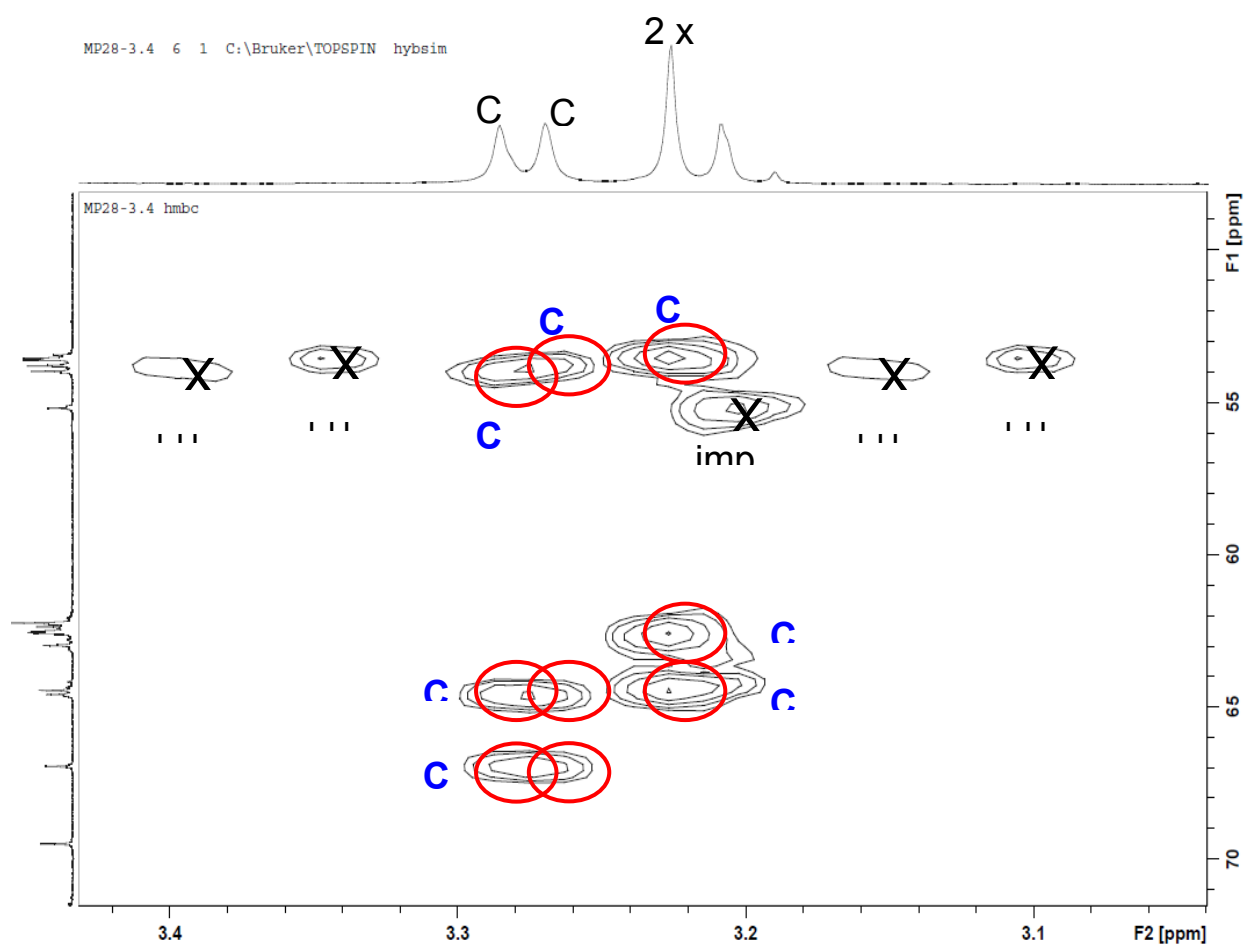 MP28-3.4 6 1 C:\Bruker\TOPSPIN hybsim
2 x
C C
MP28-3.4 hmbc
F1 [ppm]
C
C
X X X X
55
X
C
imp
60
C
C
65
C
C
70
3.4 3.3 3.2 3.1 F2 [ppm]